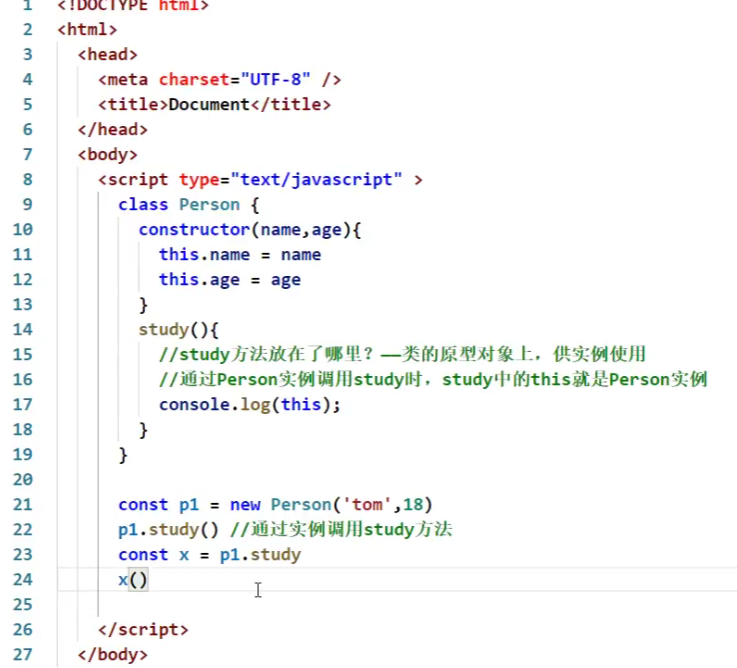 1 <!DOCTYPE html>
2 <html>
3 <head>
4 <meta charset="UTF-8" />
5 <title>Document</title>
6 </head>
7 <body>
8 <script type="text/javascript" >
9 class Person {
10 constructor(name,age){
11 this.name = name
12 this.age = age
13 }
14 study(){
15 //study方法放在了哪里？——类的原型对象上，供实例使用
16 //通过Person实例调用study时，study中的this就是Person实例
17 console.log(this);
18 }
19 }
20
21 const p1 = new Person('tom',18)
22 p1.study() //通过实例调用study方法
23 const x = p1.study
24 x()
25
26 </script>
27 </body>